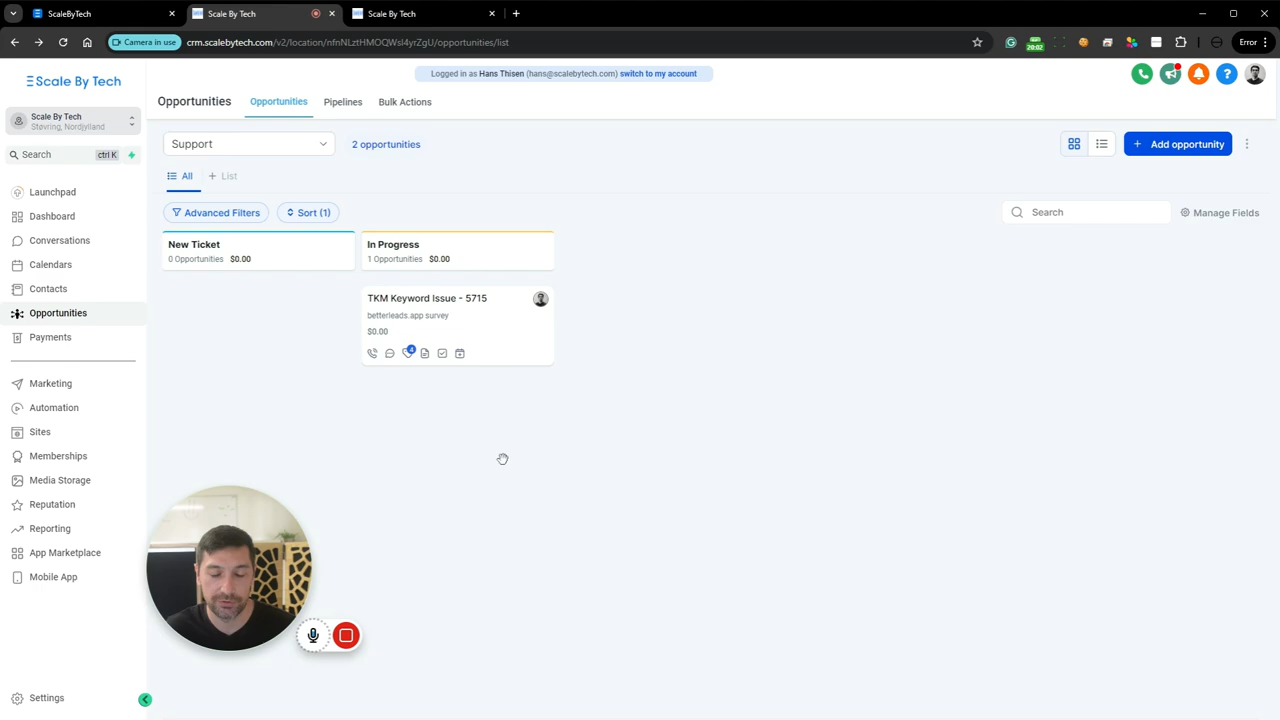 ScaleByTech
Scale By Tech
Scale By Tech
Camera in use
crm.scalebytech.com/v2/location/nfnNLztHMOQWsl4yrZgU/opportunities/list
20:02
Error
Scale By Tech
Logged in as Hans Thisen (hans@scalebytech.com) switch to my account
Opportunities
Opportunities
Pipelines
Bulk Actions
Scale By Tech
Støvring, Nordjylland
Search
ctrl K
Support
2 opportunities
Add opportunity
All
+ List
Advanced Filters
Sort (1)
Search
Manage Fields
Launchpad
Dashboard
Conversations
Calendars
Contacts
Opportunities
Payments
Marketing
Automation
Sites
Memberships
Media Storage
Reputation
Reporting
App Marketplace
Mobile App
Settings
New Ticket
0 Opportunities $0.00
In Progress
1 Opportunities $0.00
TKM Keyword Issue - 5715
betterleads.app survey
$0.00
4